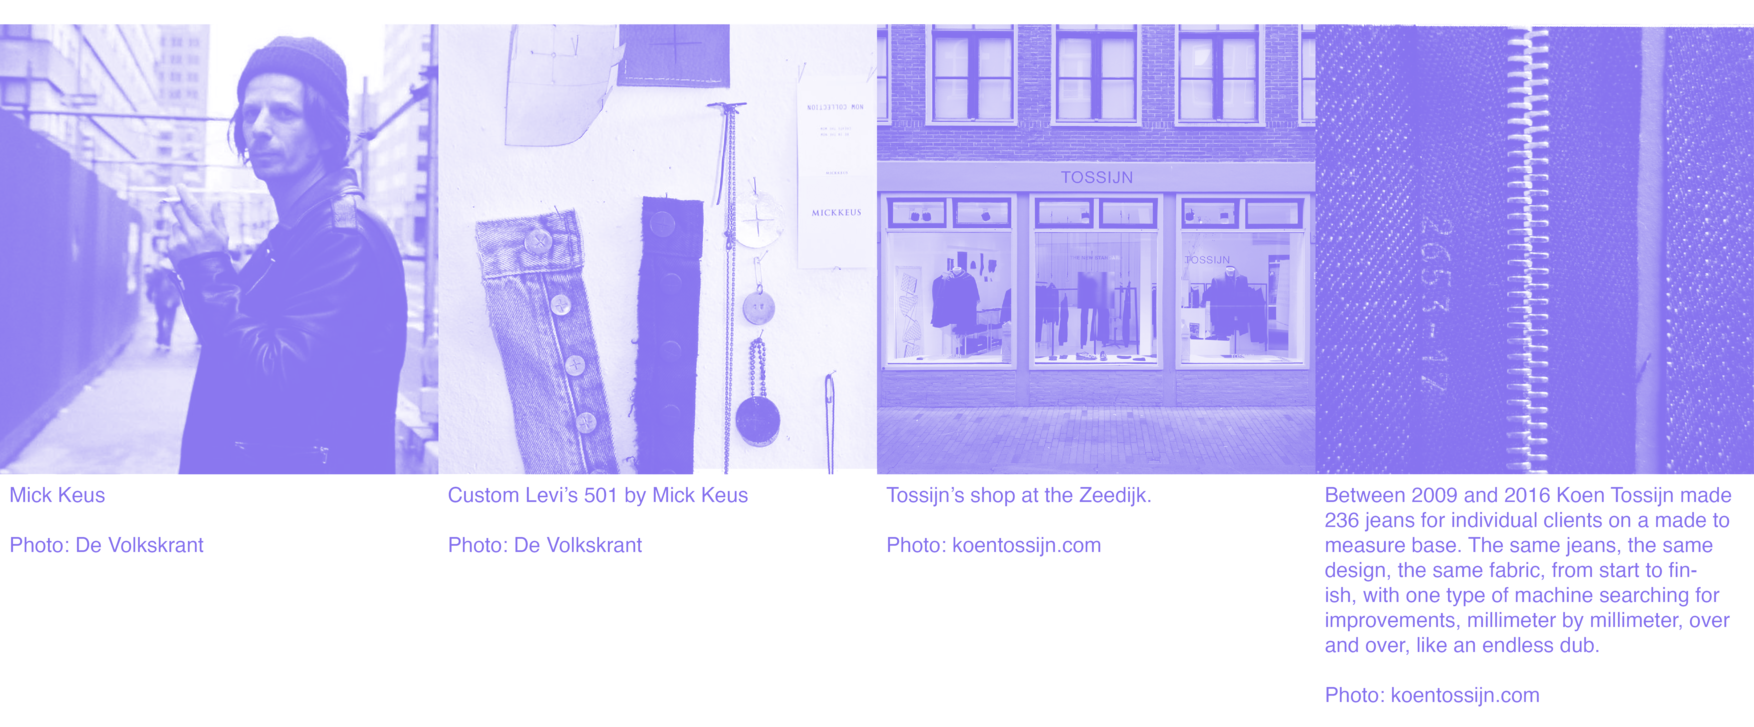 NOW COLLECTION
MICKKEUS
TOSSIJN
TOSSIJN
2653-17
Mick Keus
Photo: De Volkskrant
Custom Levi's 501 by Mick Keus
Photo: De Volkskrant
Tossijn's shop at the Zeedijk.
Photo: koentossijn.com
Between 2009 and 2016 Koen Tossijn made
236 jeans for individual clients on a made to
measure base. The same jeans, the same
design, the same fabric, from start to fin-
ish, with one type of machine searching for
improvements, millimeter by millimeter, over
and over, like an endless dub.
Photo: koentossijn.com